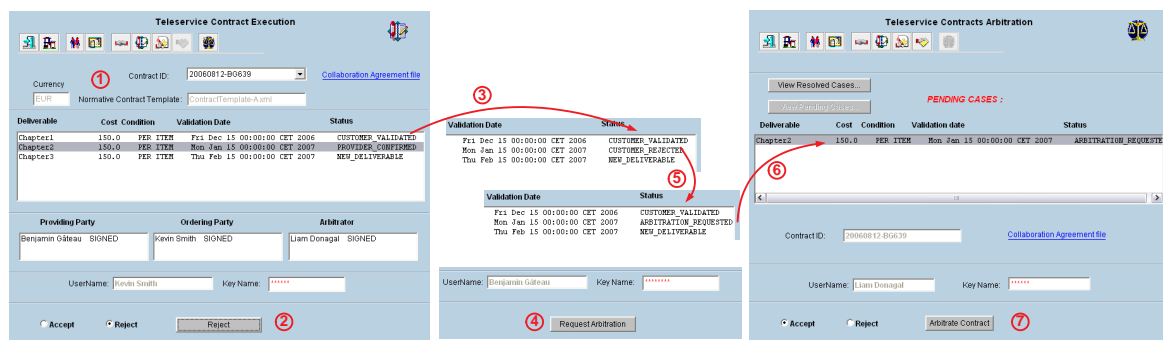 Teleservice Contract Execution
1
Contract ID: 20060812-BG639 Collaboration Agreement file
Currency
EUR Normative Contract Template: ContractTemplate-A.xml
Deliverable Cost Condition Validation Date Status
Chapter1 150.0 PER ITEM Fri Dec 15 00:00:00 CET 2006 CUSTOMER_VALIDATED
Chapter2 150.0 PER ITEM Mon Jan 15 00:00:00 CET 2007 PROVIDER_CONFIRMED
Chapter3 150.0 PER ITEM Thu Feb 15 00:00:00 CET 2007 NEW_DELIVERABLE
Providing Party Ordering Party Arbitrator
Benjamin Gâteau SIGNED Kevin Smith SIGNED Liam Donagal SIGNED
UserName: Kevin Smith Key Name: ******
Accept Reject Reject 2
3
Validation Date Status
Fri Dec 15 00:00:00 CET 2006 CUSTOMER_VALIDATED
Mon Jan 15 00:00:00 CET 2007 CUSTOMER_REJECTED
Thu Feb 15 00:00:00 CET 2007 NEW_DELIVERABLE
5
Validation Date Status
Fri Dec 15 00:00:00 CET 2006 CUSTOMER_VALIDATED
Mon Jan 15 00:00:00 CET 2007 ARBITRATION_REQUESTED
Thu Feb 15 00:00:00 CET 2007 NEW_DELIVERABLE
UserName: Benjamin Gâteau Key Name: ********
4 Request Arbitration
Teleservice Contracts Arbitration
View Resolved Cases...
View Pending Cases...
PENDING CASES :
Deliverable Cost Condition Validation date Status
Chapter2 150.0 PER ITEM Mon Jan 15 00:00:00 CET 2007 ARBITRATION_REQUESTE
6
Contract ID: 20060812-BG639 Collaboration Agreement file
UserName: Liam Donagal Key Name: ******
Accept Reject Arbitrate Contract 7